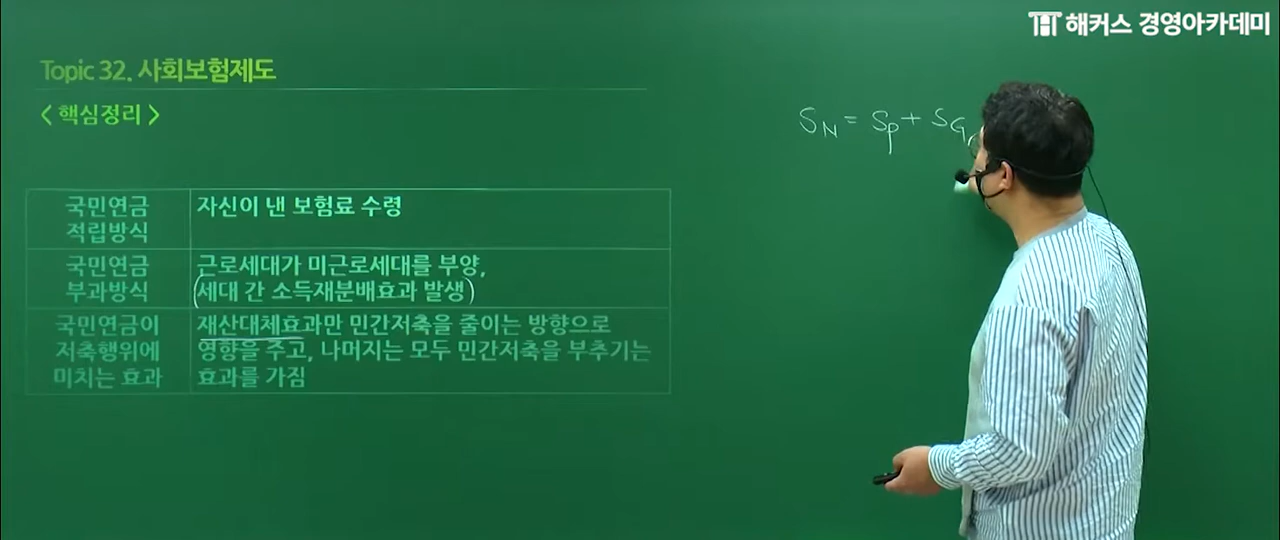 해커스 경영아카데미
Topic 32. 사회보험제도
< 핵심정리 >
S_N = S_P + S_G
국민연금
적립방식
자신이 낸 보험료 수령
국민연금
부과방식
근로세대가 미근로세대를 부양,
(세대 간 소득재분배효과 발생)
국민연금이
저축행위에
미치는 효과
재산대체효과만 민간저축을 줄이는 방향으로
영향을 주고, 나머지는 모두 민간저축을 부추기는
효과를 가짐